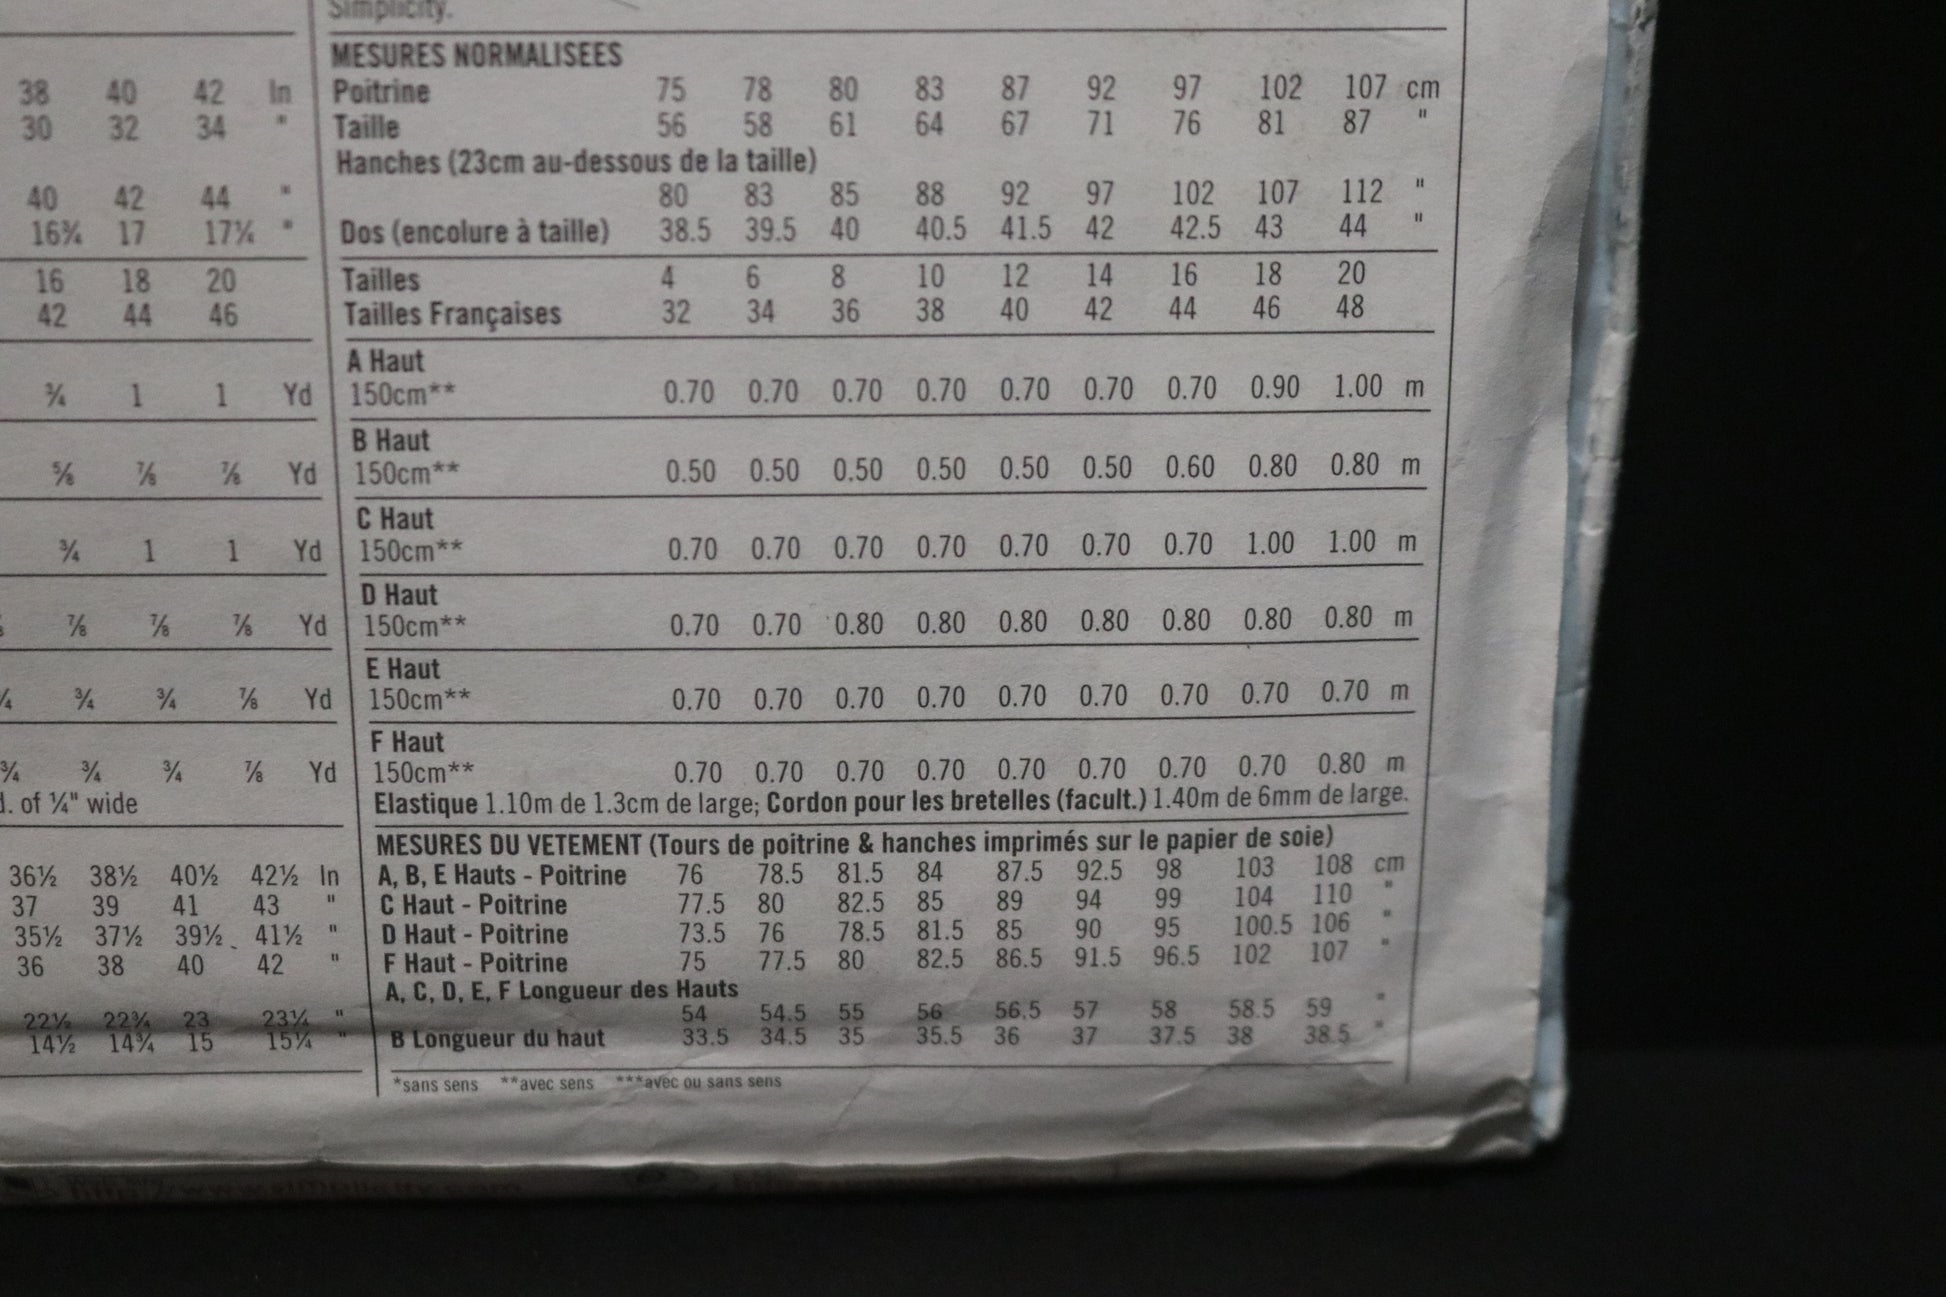 Simplicity.
MESURES NORMALISEES
38 40 42 In Poitrine 75 78 80 83 87 92 97 102 107 cm
30 32 34 " Taille 56 58 61 64 67 71 76 81 87 "
Hanches (23cm au-dessous de la taille)
40 42 44 " 80 83 85 88 92 97 102 107 112 "
16¾ 17 17¼ " Dos (encolure à taille) 38.5 39.5 40 40.5 41.5 42 42.5 43 44 "
16 18 20 Tailles 4 6 8 10 12 14 16 18 20
42 44 46 Tailles Françaises 32 34 36 38 40 42 44 46 48
A Haut
¾ 1 1 Yd 150cm** 0.70 0.70 0.70 0.70 0.70 0.70 0.70 0.90 1.00 m
B Haut
⅝ ⅞ ⅞ Yd 150cm** 0.50 0.50 0.50 0.50 0.50 0.50 0.60 0.80 0.80 m
C Haut
¾ 1 1 Yd 150cm** 0.70 0.70 0.70 0.70 0.70 0.70 0.70 1.00 1.00 m
D Haut
⅞ ⅞ ⅞ Yd 150cm** 0.70 0.70 0.80 0.80 0.80 0.80 0.80 0.80 0.80 m
E Haut
¾ ¾ ⅞ Yd 150cm** 0.70 0.70 0.70 0.70 0.70 0.70 0.70 0.70 0.70 m
F Haut
¾ ¾ ¾ ⅞ Yd 150cm** 0.70 0.70 0.70 0.70 0.70 0.70 0.70 0.70 0.80 m
. of ¼" wide Elastique 1.10m de 1.3cm de large; Cordon pour les bretelles (facult.) 1.40m de 6mm de large.
MESURES DU VETEMENT (Tours de poitrine & hanches imprimés sur le papier de soie)
36½ 38½ 40½ 42½ In A, B, E Hauts - Poitrine 76 78.5 81.5 84 87.5 92.5 98 103 108 cm
37 39 41 43 " C Haut - Poitrine 77.5 80 82.5 85 89 94 99 104 110 "
35½ 37½ 39½ 41½ " D Haut - Poitrine 73.5 76 78.5 81.5 85 90 95 100.5 106 "
36 38 40 42 " F Haut - Poitrine 75 77.5 80 82.5 86.5 91.5 96.5 102 107 "
A, C, D, E, F Longueur des Hauts
22½ 22¾ 23 23¼ " 54 54.5 55 56 56.5 57 58 58.5 59 "
14½ 14¾ 15 15¼ " B Longueur du haut 33.5 34.5 35 35.5 36 37 37.5 38 38.5 "
*sans sens **avec sens ***avec ou sans sens